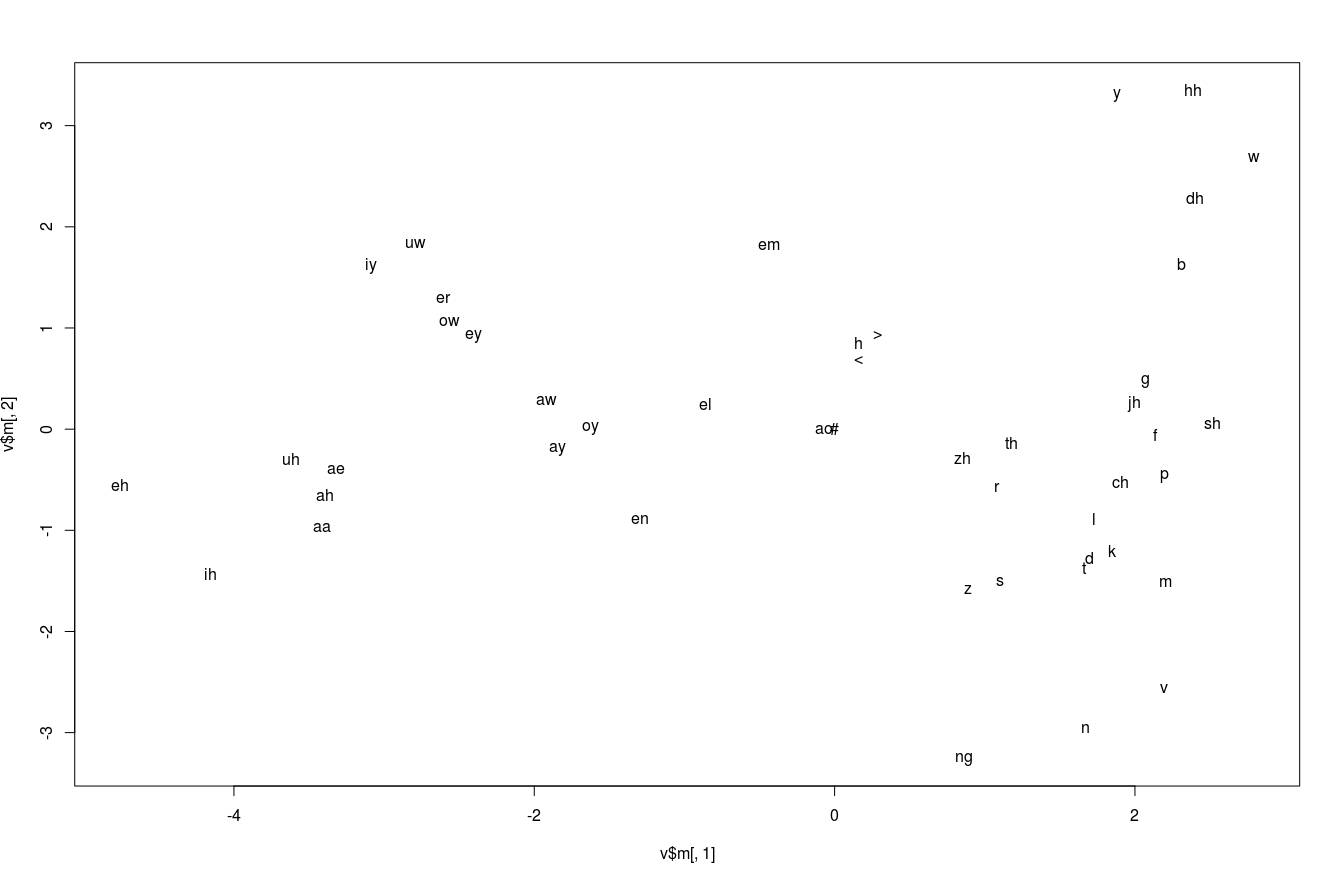 y hh
3
w
dh
2
uw em
iy b
er
ow
1 ey >
h
<
g
aw el jh
oy sh
0 ao# f
ay th
uh zh
ae p
eh r ch
ah
en l
aa
-1
k
d
ih t
s m
z
-2
v
n
-3
ng
-4 -2 0 2
v$m[, 1]
v$m[, 2]